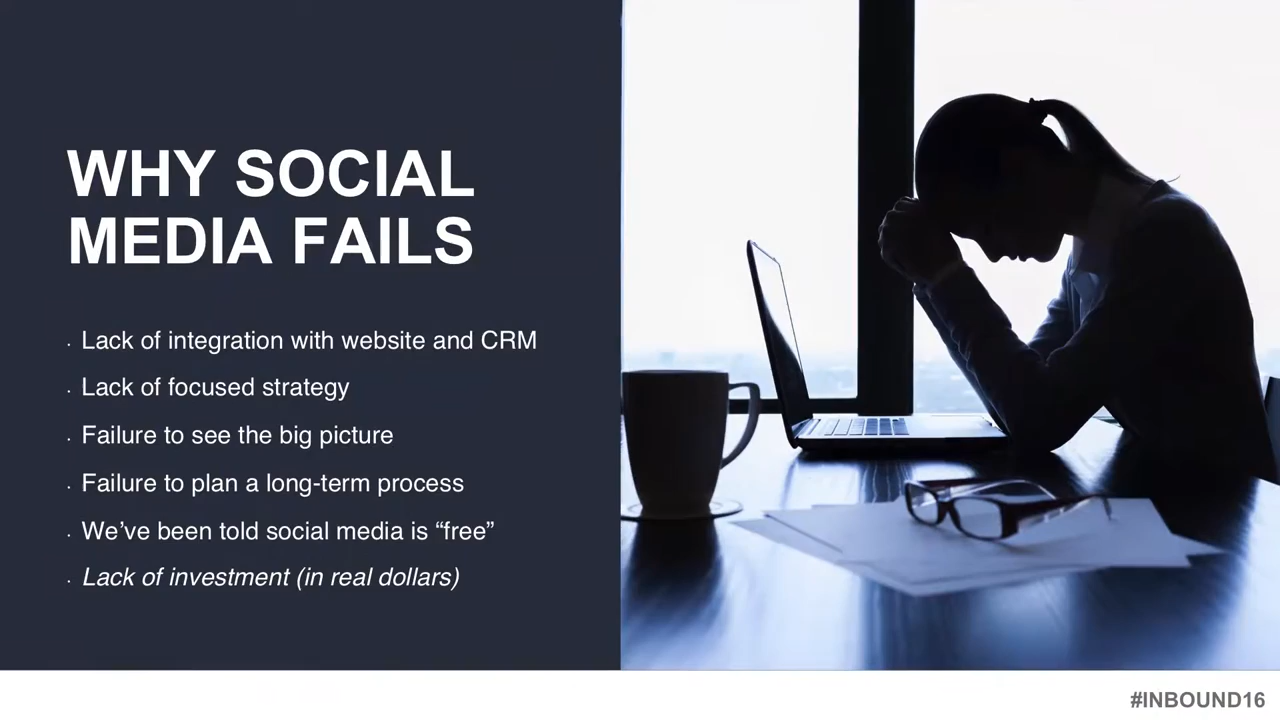 WHY SOCIAL
MEDIA FAILS
· Lack of integration with website and CRM
· Lack of focused strategy
· Failure to see the big picture
· Failure to plan a long-term process
· We’ve been told social media is “free”
· Lack of investment (in real dollars)
#INBOUND16